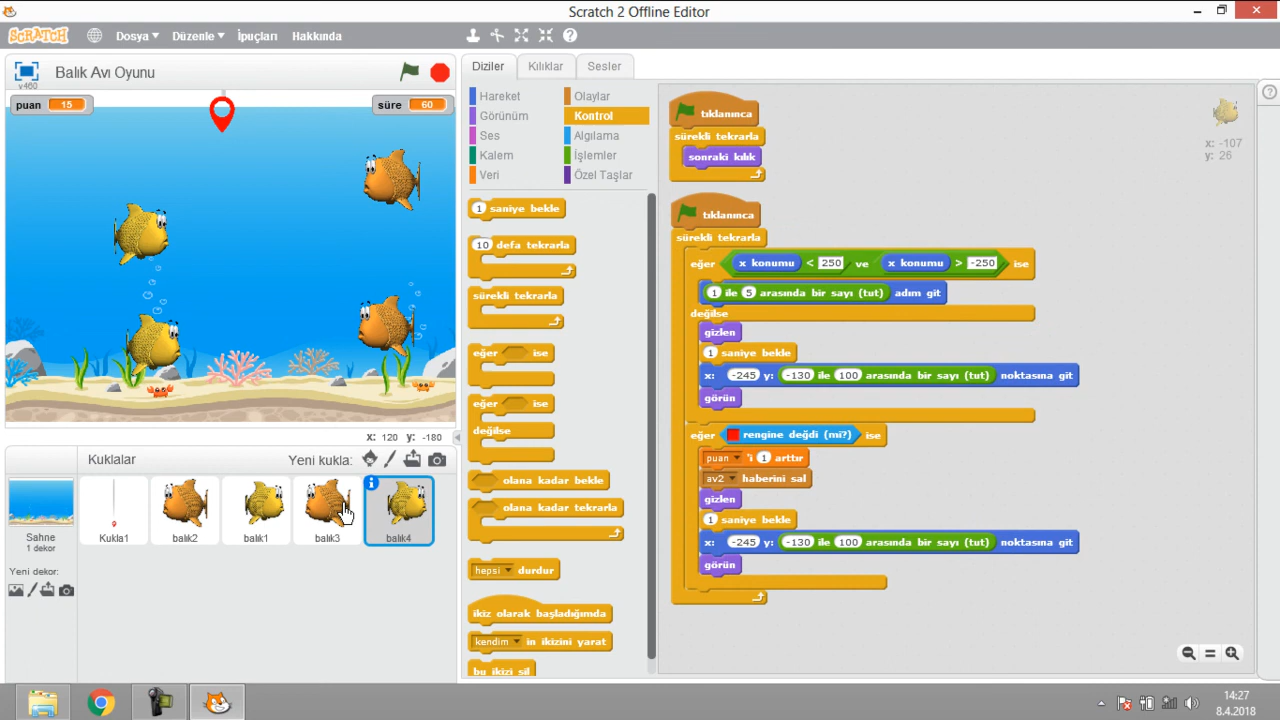 Scratch 2 Offline Editor
SCRATCH
Dosya
Düzenle
İpuçları
Hakkında
v460
Balık Avı Oyunu
puan 15
süre 60
x: 120 y: -180
Kuklalar
Yeni kukla:
Sahne
1 dekor
Yeni dekor:
Kukla1
balık2
balık1
balık3
balık4
Diziler
Kılıklar
Sesler
Hareket
Görünüm
Ses
Kalem
Veri
Olaylar
Kontrol
Algılama
İşlemler
Özel Taşlar
1 saniye bekle
10 defa tekrarla
sürekli tekrarla
eğer ise
eğer ise
değilse
olana kadar bekle
olana kadar tekrarla
hepsi durdur
ikiz olarak başladığımda
kendim in ikizini yarat
bu ikizi sil
tıklanınca
sürekli tekrarla
sonraki kılık
tıklanınca
sürekli tekrarla
eğer x konumu < 250 ve x konumu > -250 ise
1 ile 5 arasında bir sayı (tut) adım git
değilse
gizlen
1 saniye bekle
x: -245 y: -130 ile 100 arasında bir sayı (tut) noktasına git
görün
eğer rengine değdi (mi?) ise
puan 'i 1 arttır
av2 haberini sal
gizlen
1 saniye bekle
x: -245 y: -130 ile 100 arasında bir sayı (tut) noktasına git
görün
x: -107
y: 26
14:27
8.4.2018